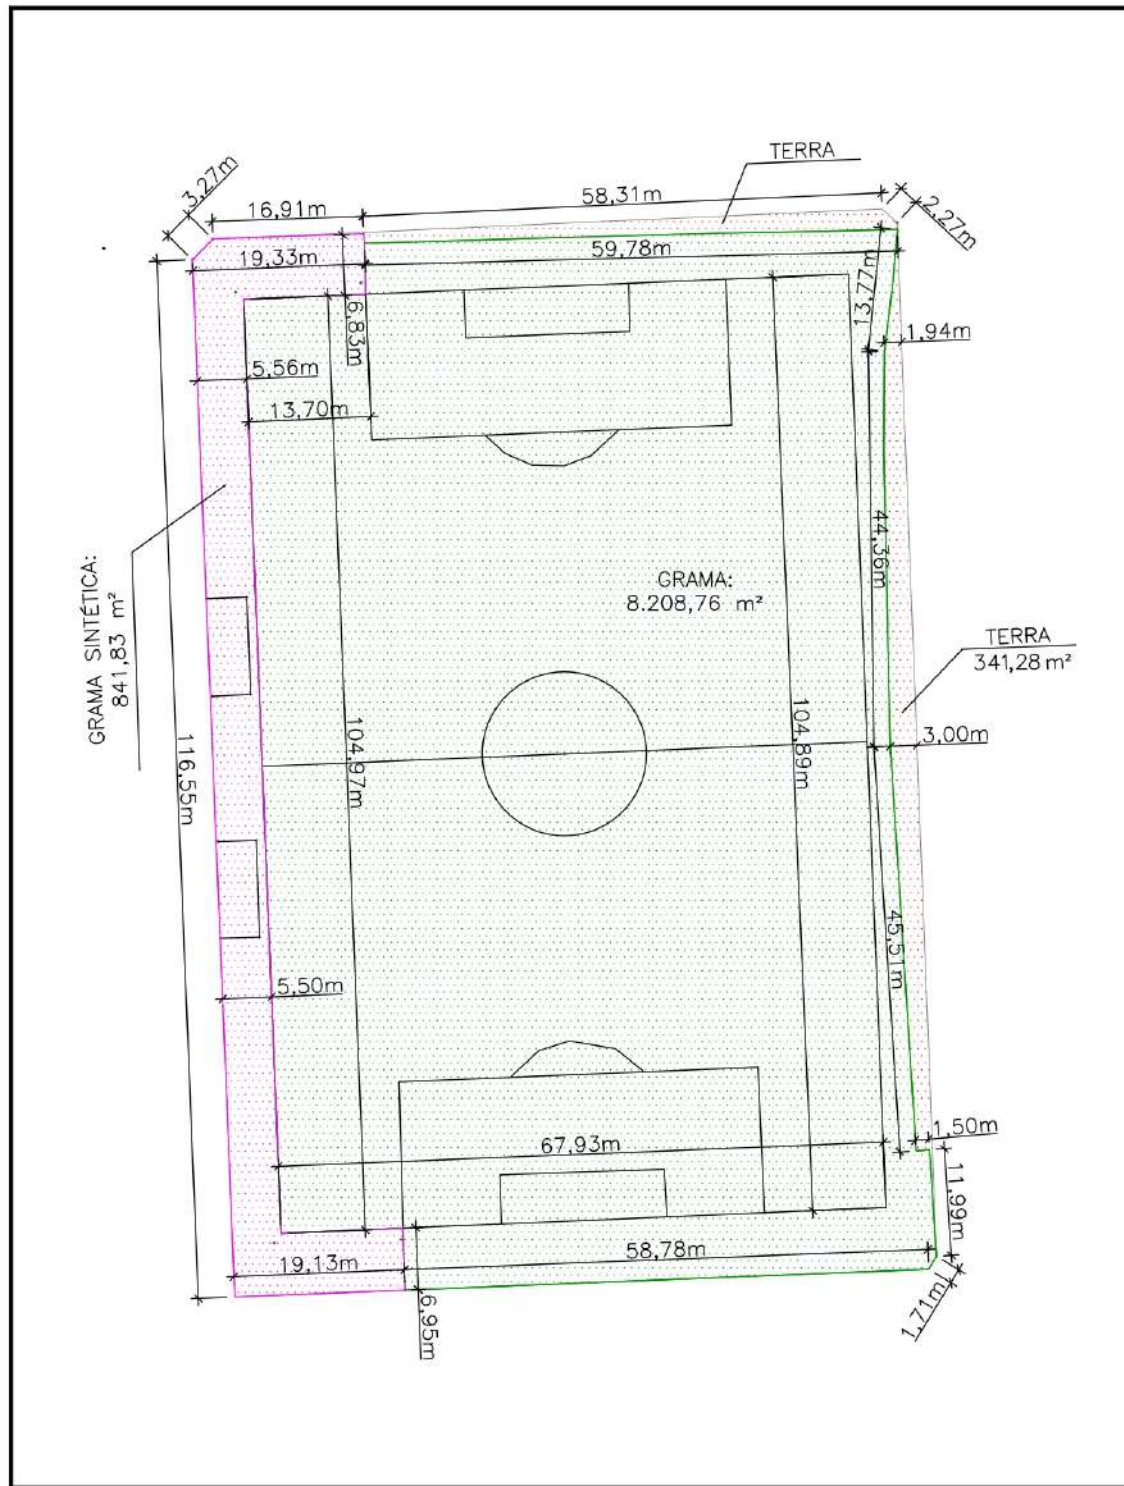 TERRA
3,27m
16,91m
58,31m
2,27m
19,33m
59,78m
13,77m
6,83m
1,94m
5,56m
13,70m
44,36m
GRAMA:
8.208,76 m²
GRAMA SINTÉTICA:
841,83 m²
TERRA
341,28 m²
116,55m
104,97m
104,89m
3,00m
45,51m
5,50m
1,50m
67,93m
11,99m
19,13m
58,78m
6,95m
1,71m